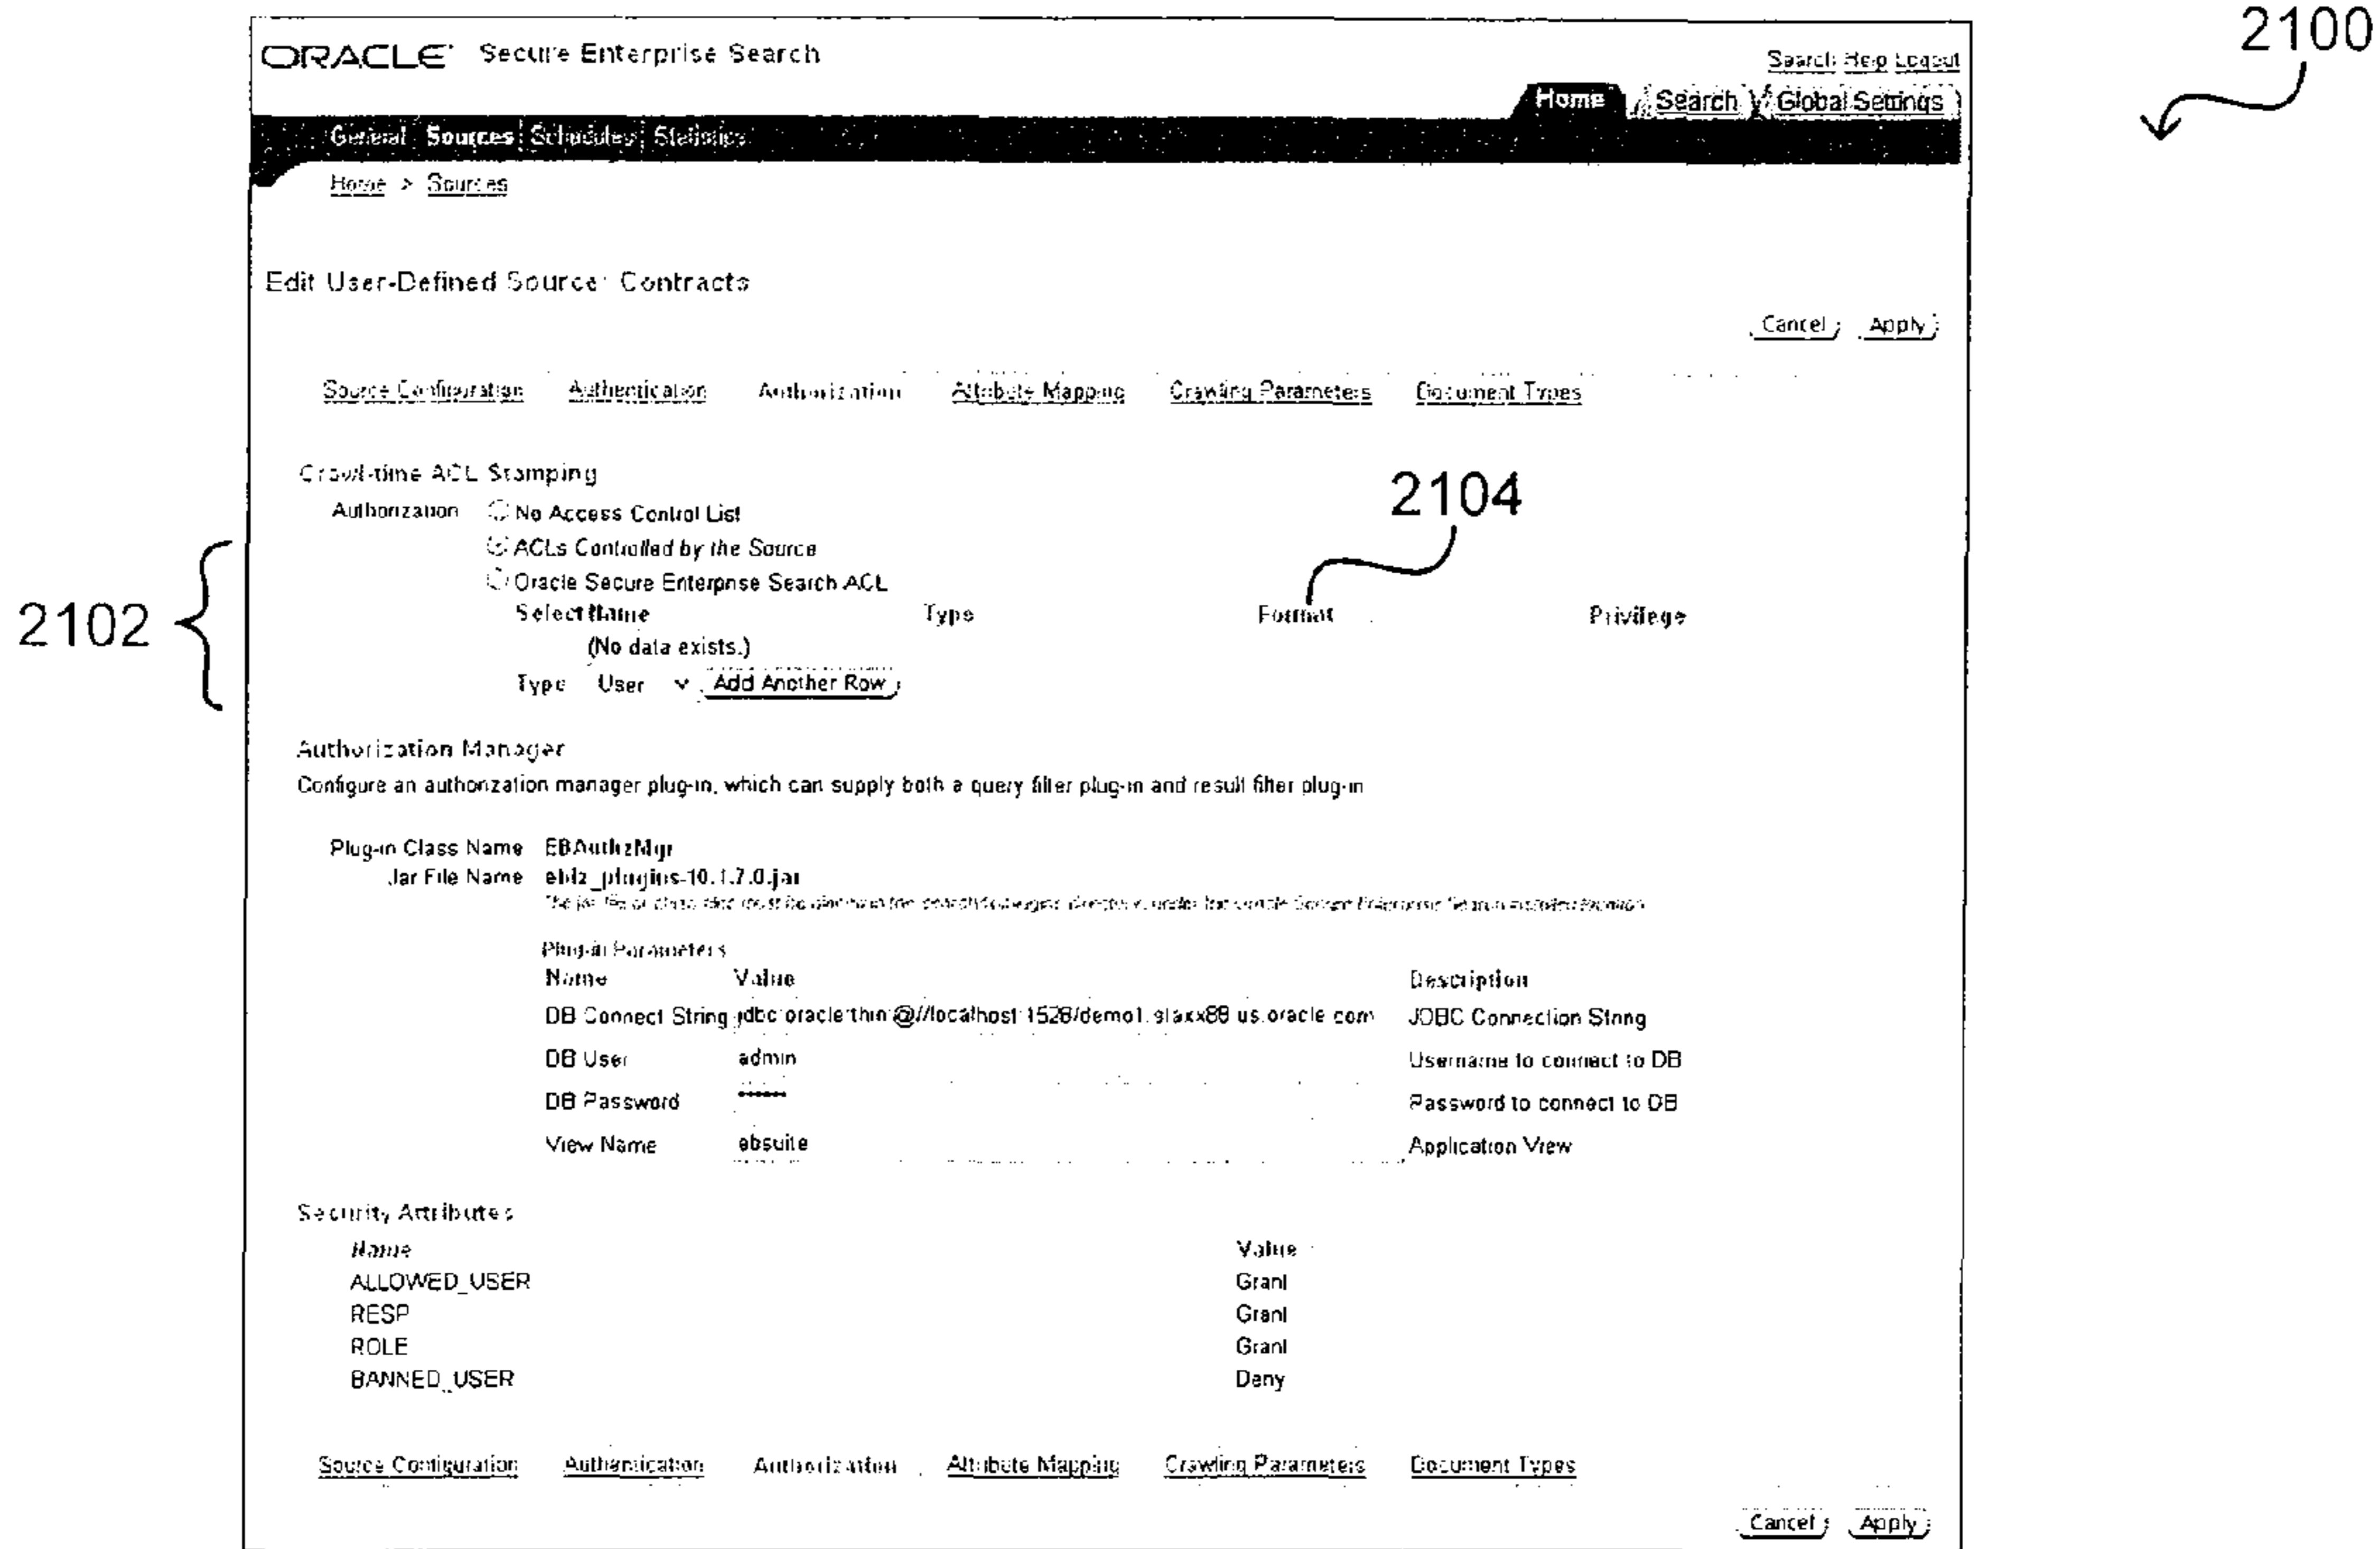 2100
ORACLE Secure Enterprise Search
Search Help Logout
Home Search Global Settings
General Sources Schedules Statistics
Home > Sources
Edit User-Defined Source: Contracts
Cancel Apply
Source Configuration Authentication Authorization Attribute Mapping Crawling Parameters Document Types
Crawl-time ACL Stamping
2104
Authorization No Access Control List
ACLs Controlled by the Source
Oracle Secure Enterprise Search ACL
2102
Select Name Type Format Privilege
(No data exists.)
Type User Add Another Row
Authorization Manager
Configure an authorization manager plug-in, which can supply both a query filter plug-in and result filter plug-in
Plug-in Class Name EBAuthzMgr
Jar File Name
Plug-in Parameters
Name Value Description
DB Connect String jdbc:oracle:thin:@//localhost:1528/demo1. us.oracle.com JDBC Connection String
DB User admin Username to connect to DB
DB Password •••••• Password to connect to DB
View Name ebsuite Application View
Security Attributes
Name Value
ALLOWED_USER Grant
RESP Grant
ROLE Grant
BANNED_USER Deny
Source Configuration Authentication Authorization Attribute Mapping Crawling Parameters Document Types
Cancel Apply